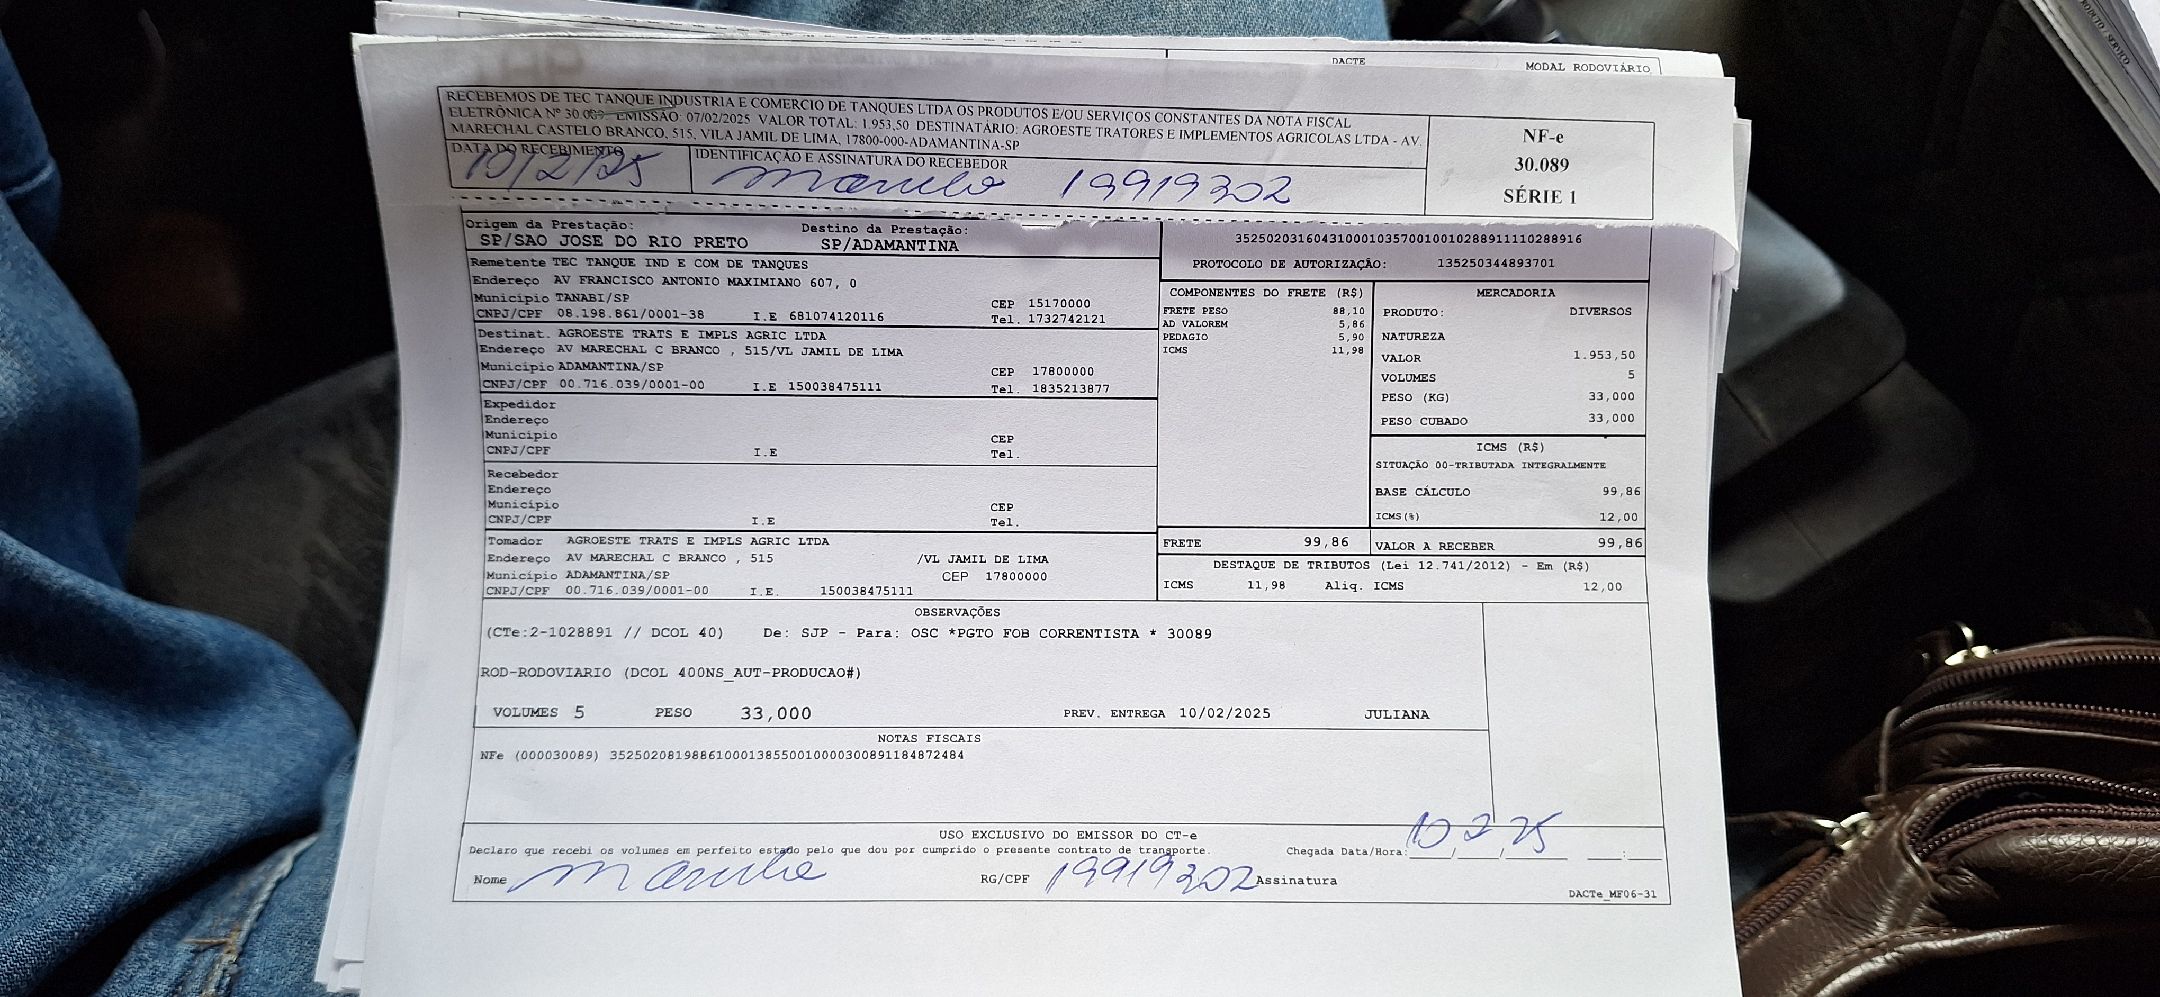 DACTE
MODAL RODOVIÁRIO
RECEBEMOS DE TEC TANQUE INDUSTRIA E COMERCIO DE TANQUES LTDA OS PRODUTOS E/OU SERVIÇOS CONSTANTES DA NOTA FISCAL
ELETRÔNICA Nº 30.089 EMISSÃO: 07/02/2025 VALOR TOTAL: 1.953,50 DESTINATÁRIO: AGROESTE TRATORES E IMPLEMENTOS AGRICOLAS LTDA - AV.
MARECHAL CASTELO BRANCO, 515, VILA JAMIL DE LIMA, 17800-000-ADAMANTINA-SP
DATA DO RECEBIMENTO
10/2/25
IDENTIFICAÇÃO E ASSINATURA DO RECEBEDOR
19919302
NF-e
30.089
SÉRIE 1
Origem da Prestação:
SP/SAO JOSE DO RIO PRETO
Destino da Prestação:
SP/ADAMANTINA
35250203160431000103570010010288911110288916
PROTOCOLO DE AUTORIZAÇÃO: 135250344893701
Remetente TEC TANQUE IND E COM DE TANQUES
Endereço AV FRANCISCO ANTONIO MAXIMIANO 607, 0
Município TANABI/SP CEP 15170000
CNPJ/CPF 08.198.861/0001-38 I.E 681074120116 Tel. 1732742121
Destinat. AGROESTE TRATS E IMPLS AGRIC LTDA
Endereço AV MARECHAL C BRANCO , 515/VL JAMIL DE LIMA
Município ADAMANTINA/SP CEP 17800000
CNPJ/CPF 00.716.039/0001-00 I.E 150038475111 Tel. 1835213877
Expedidor
Endereço
Município CEP
CNPJ/CPF I.E Tel.
Recebedor
Endereço
Município CEP
CNPJ/CPF I.E Tel.
Tomador AGROESTE TRATS E IMPLS AGRIC LTDA
Endereço AV MARECHAL C BRANCO , 515 /VL JAMIL DE LIMA
Município ADAMANTINA/SP CEP 17800000
CNPJ/CPF 00.716.039/0001-00 I.E. 150038475111
COMPONENTES DO FRETE (R$)
FRETE PESO 88,10
AD VALOREM 5,86
PEDAGIO 5,90
ICMS 11,98
MERCADORIA
PRODUTO: DIVERSOS
NATUREZA
VALOR 1.953,50
VOLUMES 5
PESO (KG) 33,000
PESO CUBADO 33,000
ICMS (R$)
SITUAÇÃO 00-TRIBUTADA INTEGRALMENTE
BASE CÁLCULO 99,86
ICMS(%) 12,00
FRETE 99,86
VALOR A RECEBER 99,86
DESTAQUE DE TRIBUTOS (Lei 12.741/2012) - Em (R$)
ICMS 11,98 Aliq. ICMS 12,00
OBSERVAÇÕES
(CTe:2-1028891 // DCOL 40) De: SJP - Para: OSC *PGTO FOB CORRENTISTA * 30089
ROD-RODOVIARIO (DCOL 400NS_AUT-PRODUCAO#)
VOLUMES 5 PESO 33,000 PREV. ENTREGA 10/02/2025 JULIANA
NOTAS FISCAIS
NFe (000030089) 35250208198861000138550010000300891184872484
USO EXCLUSIVO DO EMISSOR DO CT-e
Declaro que recebi os volumes em perfeito estado pelo que dou por cumprido o presente contrato de transporte.
Chegada Data/Hora: 10 2 25
Nome
RG/CPF 19919302 Assinatura
DACTe_MF06-31